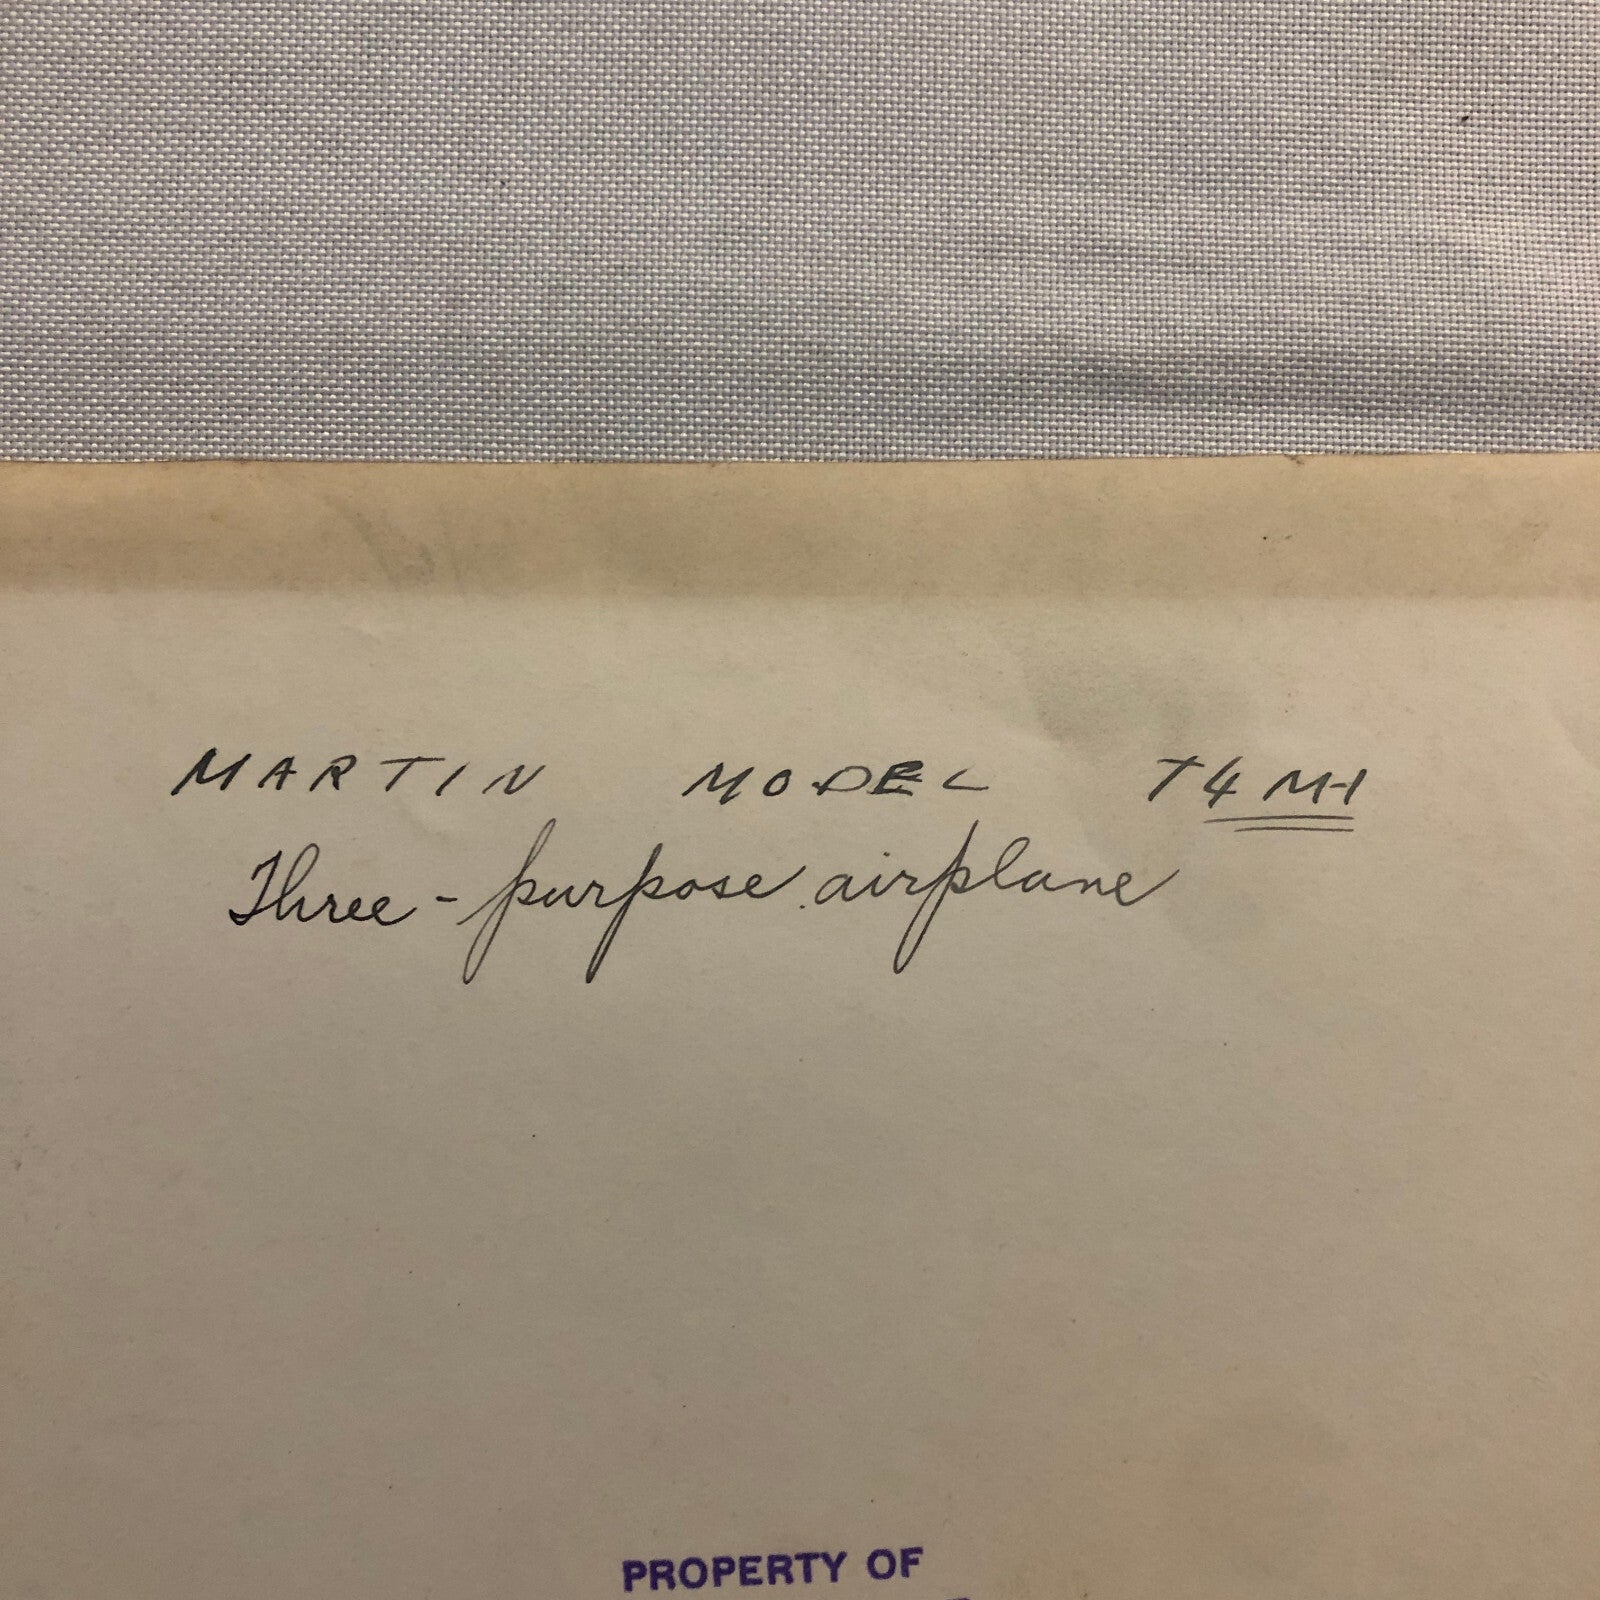 MARTIN MODEL T4M-1
Three-purpose airplane
PROPERTY OF